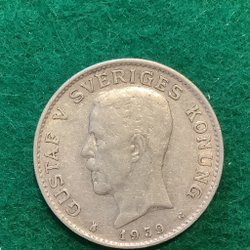 GUSTAF V SVERIGES KONUNG
1939